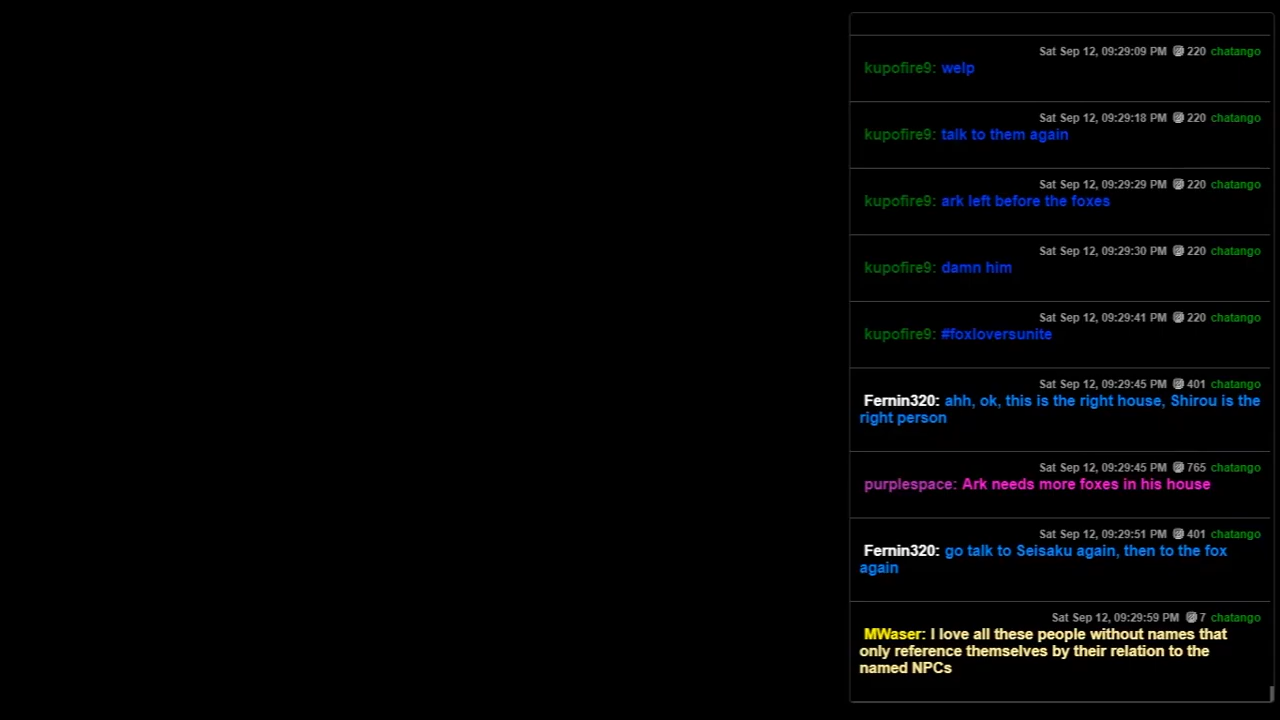 Sat Sep 12, 09:29:09 PM 220 chatango
kupofire9: welp
Sat Sep 12, 09:29:18 PM 220 chatango
kupofire9: talk to them again
Sat Sep 12, 09:29:29 PM 220 chatango
kupofire9: ark left before the foxes
Sat Sep 12, 09:29:30 PM 220 chatango
kupofire9: damn him
Sat Sep 12, 09:29:41 PM 220 chatango
kupofire9: #foxloversunite
Sat Sep 12, 09:29:45 PM 401 chatango
Fernin320: ahh, ok, this is the right house, Shirou is the
right person
Sat Sep 12, 09:29:45 PM 765 chatango
purplespace: Ark needs more foxes in his house
Sat Sep 12, 09:29:51 PM 401 chatango
Fernin320: go talk to Seisaku again, then to the fox
again
Sat Sep 12, 09:29:59 PM 7 chatango
MWaser: I love all these people without names that
only reference themselves by their relation to the
named NPCs